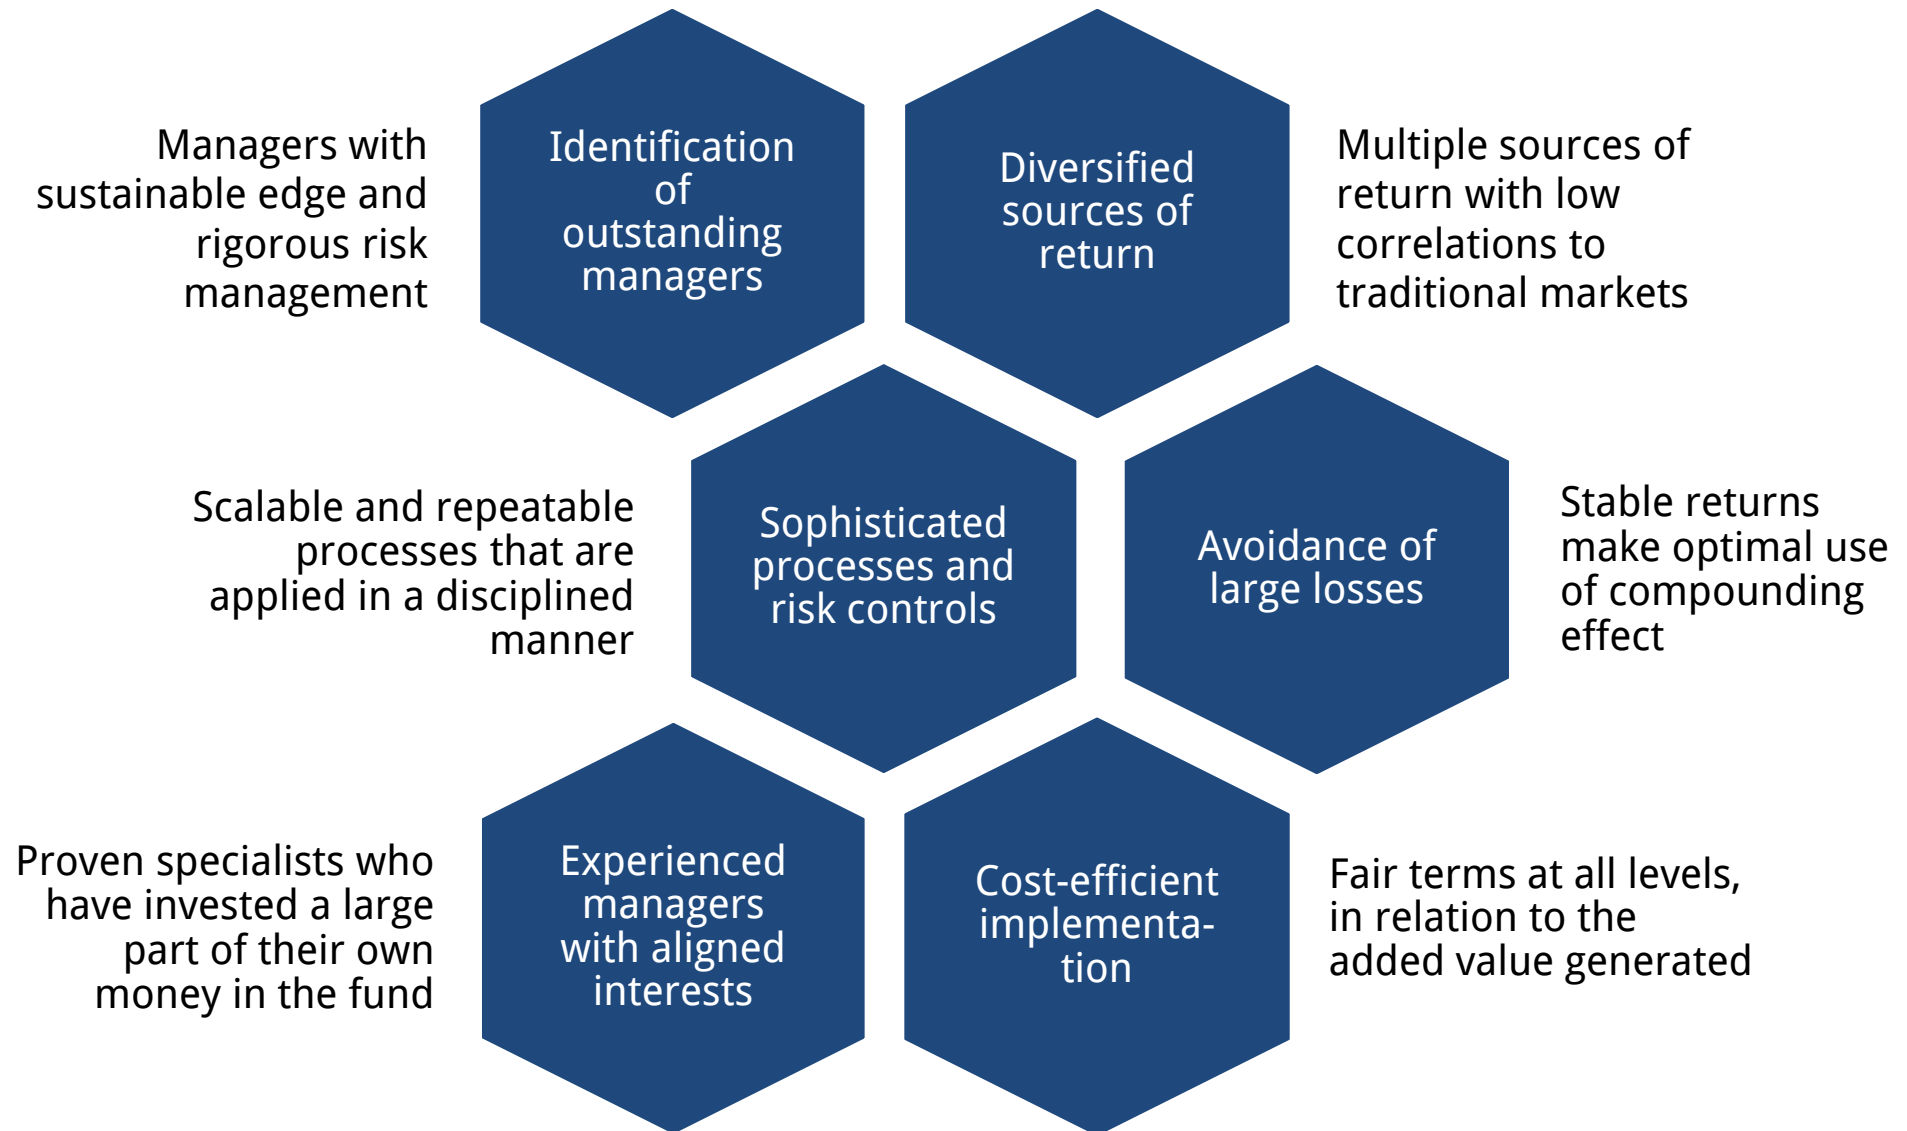 Managers with
sustainable edge and
rigorous risk
management
Identification
of
outstanding
managers
Diversified
sources of
return
Multiple sources of
return with low
correlations to
traditional markets
Scalable and repeatable
processes that are
applied in a disciplined
manner
Sophisticated
processes and
risk controls
Avoidance of
large losses
Stable returns
make optimal use
of compounding
effect
Proven specialists who
have invested a large
part of their own
money in the fund
Experienced
managers
with aligned
interests
Cost-efficient
implementa-
tion
Fair terms at all levels,
in relation to the
added value generated